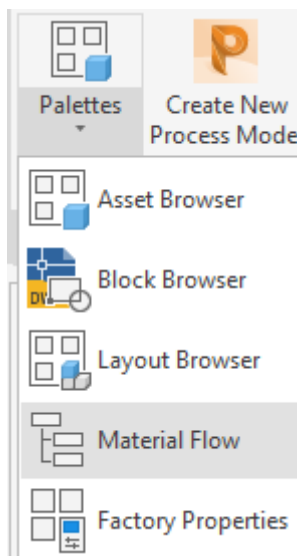 Palettes
Create New
Process Mode
Asset Browser
Block Browser
Layout Browser
Material Flow
Factory Properties